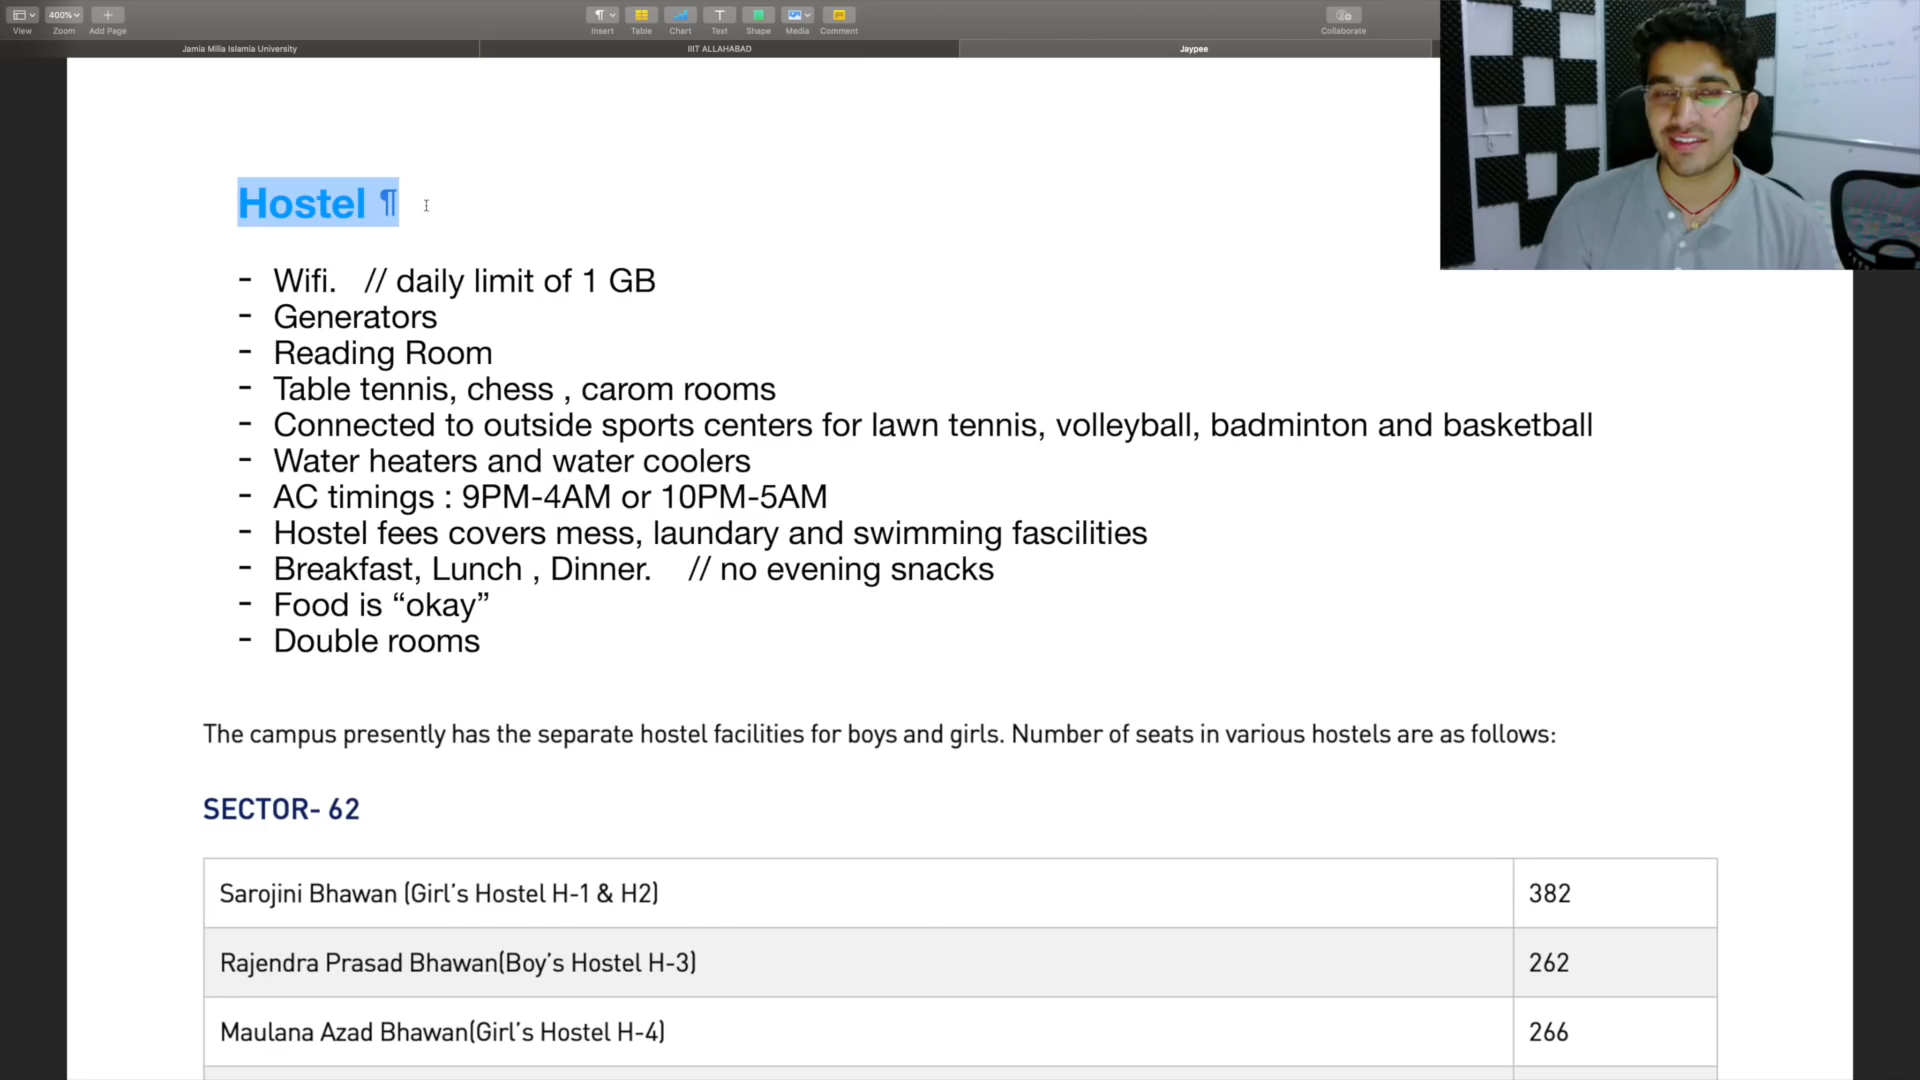 400%
View
Zoom
Add Page
Insert
Table
Chart
Text
Shape
Media
Comment
Collaborate
Jamia Milia Islamia University
IIIT ALLAHABAD
Jaypee
Hostel ¶
- Wifi. // daily limit of 1 GB
- Generators
- Reading Room
- Table tennis, chess , carom rooms
- Connected to outside sports centers for lawn tennis, volleyball, badminton and basketball
- Water heaters and water coolers
- AC timings : 9PM-4AM or 10PM-5AM
- Hostel fees covers mess, laundary and swimming fascilities
- Breakfast, Lunch , Dinner. // no evening snacks
- Food is “okay”
- Double rooms
The campus presently has the separate hostel facilities for boys and girls. Number of seats in various hostels are as follows:
SECTOR- 62
Sarojini Bhawan (Girl’s Hostel H-1 & H2) 382
Rajendra Prasad Bhawan(Boy’s Hostel H-3) 262
Maulana Azad Bhawan(Girl’s Hostel H-4) 266